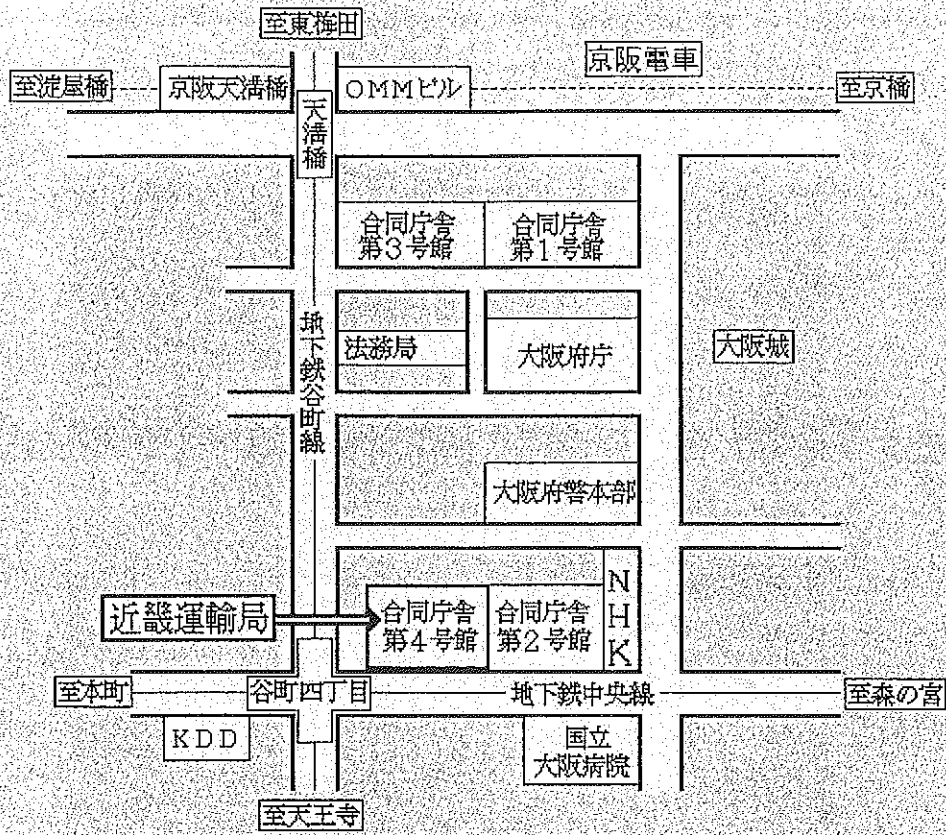 至東梅田
京阪電車
至淀屋橋
京阪天満橋
OMMビル
至京橋
天満橋
合同庁舎
第3号館
合同庁舎
第1号館
地下鉄谷町線
法務局
大阪府庁
大阪城
大阪府警本部
近畿運輸局
合同庁舎
第4号館
合同庁舎
第2号館
NHK
至本町
谷町四丁目
地下鉄中央線
至森の宮
KDD
国立
大阪病院
至天王寺